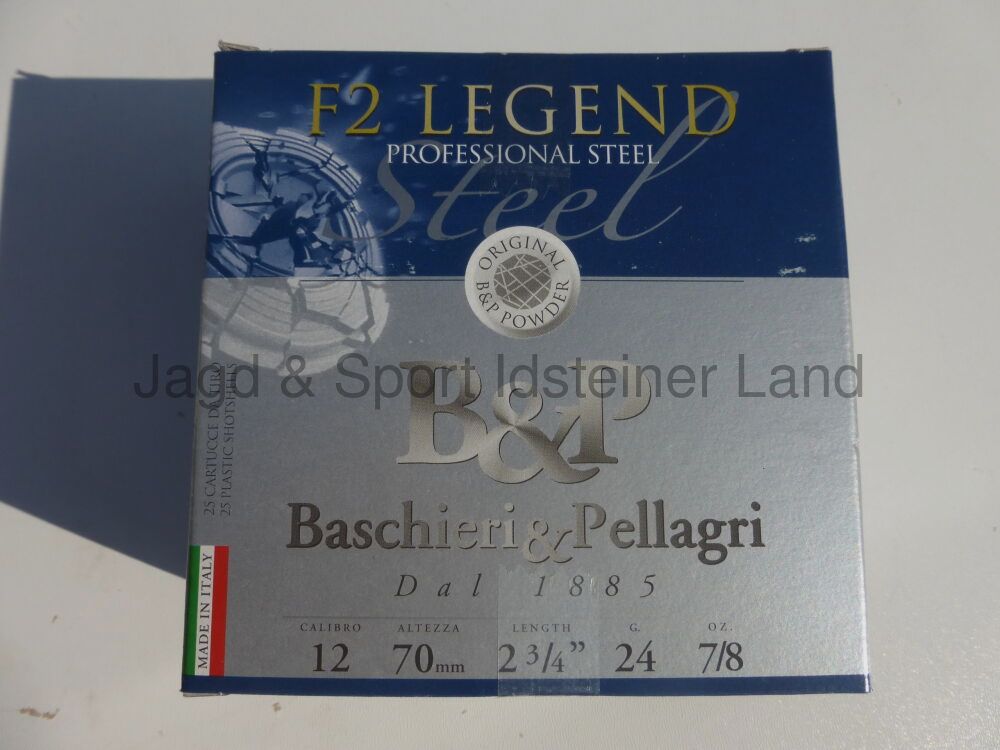 F2 LEGEND
PROFESSIONAL STEEL
Steel
ORIGINAL
B&P POWDER
Jagd & Sport Idsteiner Land
B&P
25 CARTUCCE DA TIRO
25 PLASTIC SHOTSHELLS
Baschieri & Pellagri
Dal 1885
MADE IN ITALY
CALIBRO ALTEZZA LENGTH G. OZ.
12 70mm 2 3/4” 24 7/8